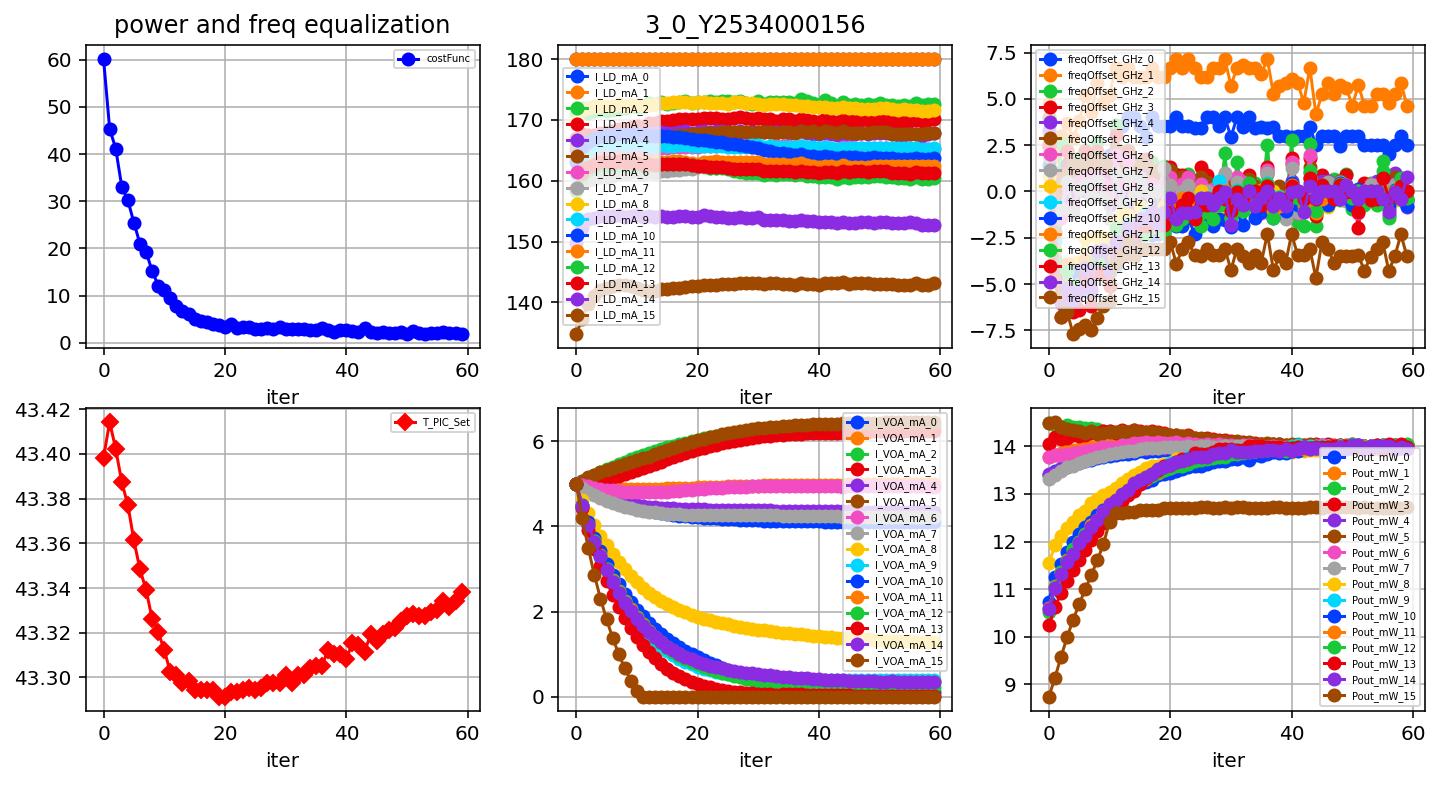 power and freq equalization
60
50
40
30
20
10
0
0
20
40
60
iter
costFunc
3_0_Y2534000156
180
170
160
150
140
0
20
40
60
iter
I_LD_mA_0
I_LD_mA_1
I_LD_mA_2
I_LD_mA_3
I_LD_mA_4
I_LD_mA_5
I_LD_mA_6
I_LD_mA_7
I_LD_mA_8
I_LD_mA_9
I_LD_mA_10
I_LD_mA_11
I_LD_mA_12
I_LD_mA_13
I_LD_mA_14
I_LD_mA_15
7.5
5.0
2.5
0.0
−2.5
−5.0
−7.5
0
20
40
60
iter
freqOffset_GHz_0
freqOffset_GHz_1
freqOffset_GHz_2
freqOffset_GHz_3
freqOffset_GHz_4
freqOffset_GHz_5
freqOffset_GHz_6
freqOffset_GHz_7
freqOffset_GHz_8
freqOffset_GHz_9
freqOffset_GHz_10
freqOffset_GHz_11
freqOffset_GHz_12
freqOffset_GHz_13
freqOffset_GHz_14
freqOffset_GHz_15
43.42
43.40
43.38
43.36
43.34
43.32
43.30
0
20
40
60
iter
T_PIC_Set
6
4
2
0
0
20
40
60
iter
I_VOA_mA_0
I_VOA_mA_1
I_VOA_mA_2
I_VOA_mA_3
I_VOA_mA_4
I_VOA_mA_5
I_VOA_mA_6
I_VOA_mA_7
I_VOA_mA_8
I_VOA_mA_9
I_VOA_mA_10
I_VOA_mA_11
I_VOA_mA_12
I_VOA_mA_13
I_VOA_mA_14
I_VOA_mA_15
14
13
12
11
10
9
0
20
40
60
iter
Pout_mW_0
Pout_mW_1
Pout_mW_2
Pout_mW_3
Pout_mW_4
Pout_mW_5
Pout_mW_6
Pout_mW_7
Pout_mW_8
Pout_mW_9
Pout_mW_10
Pout_mW_11
Pout_mW_12
Pout_mW_13
Pout_mW_14
Pout_mW_15